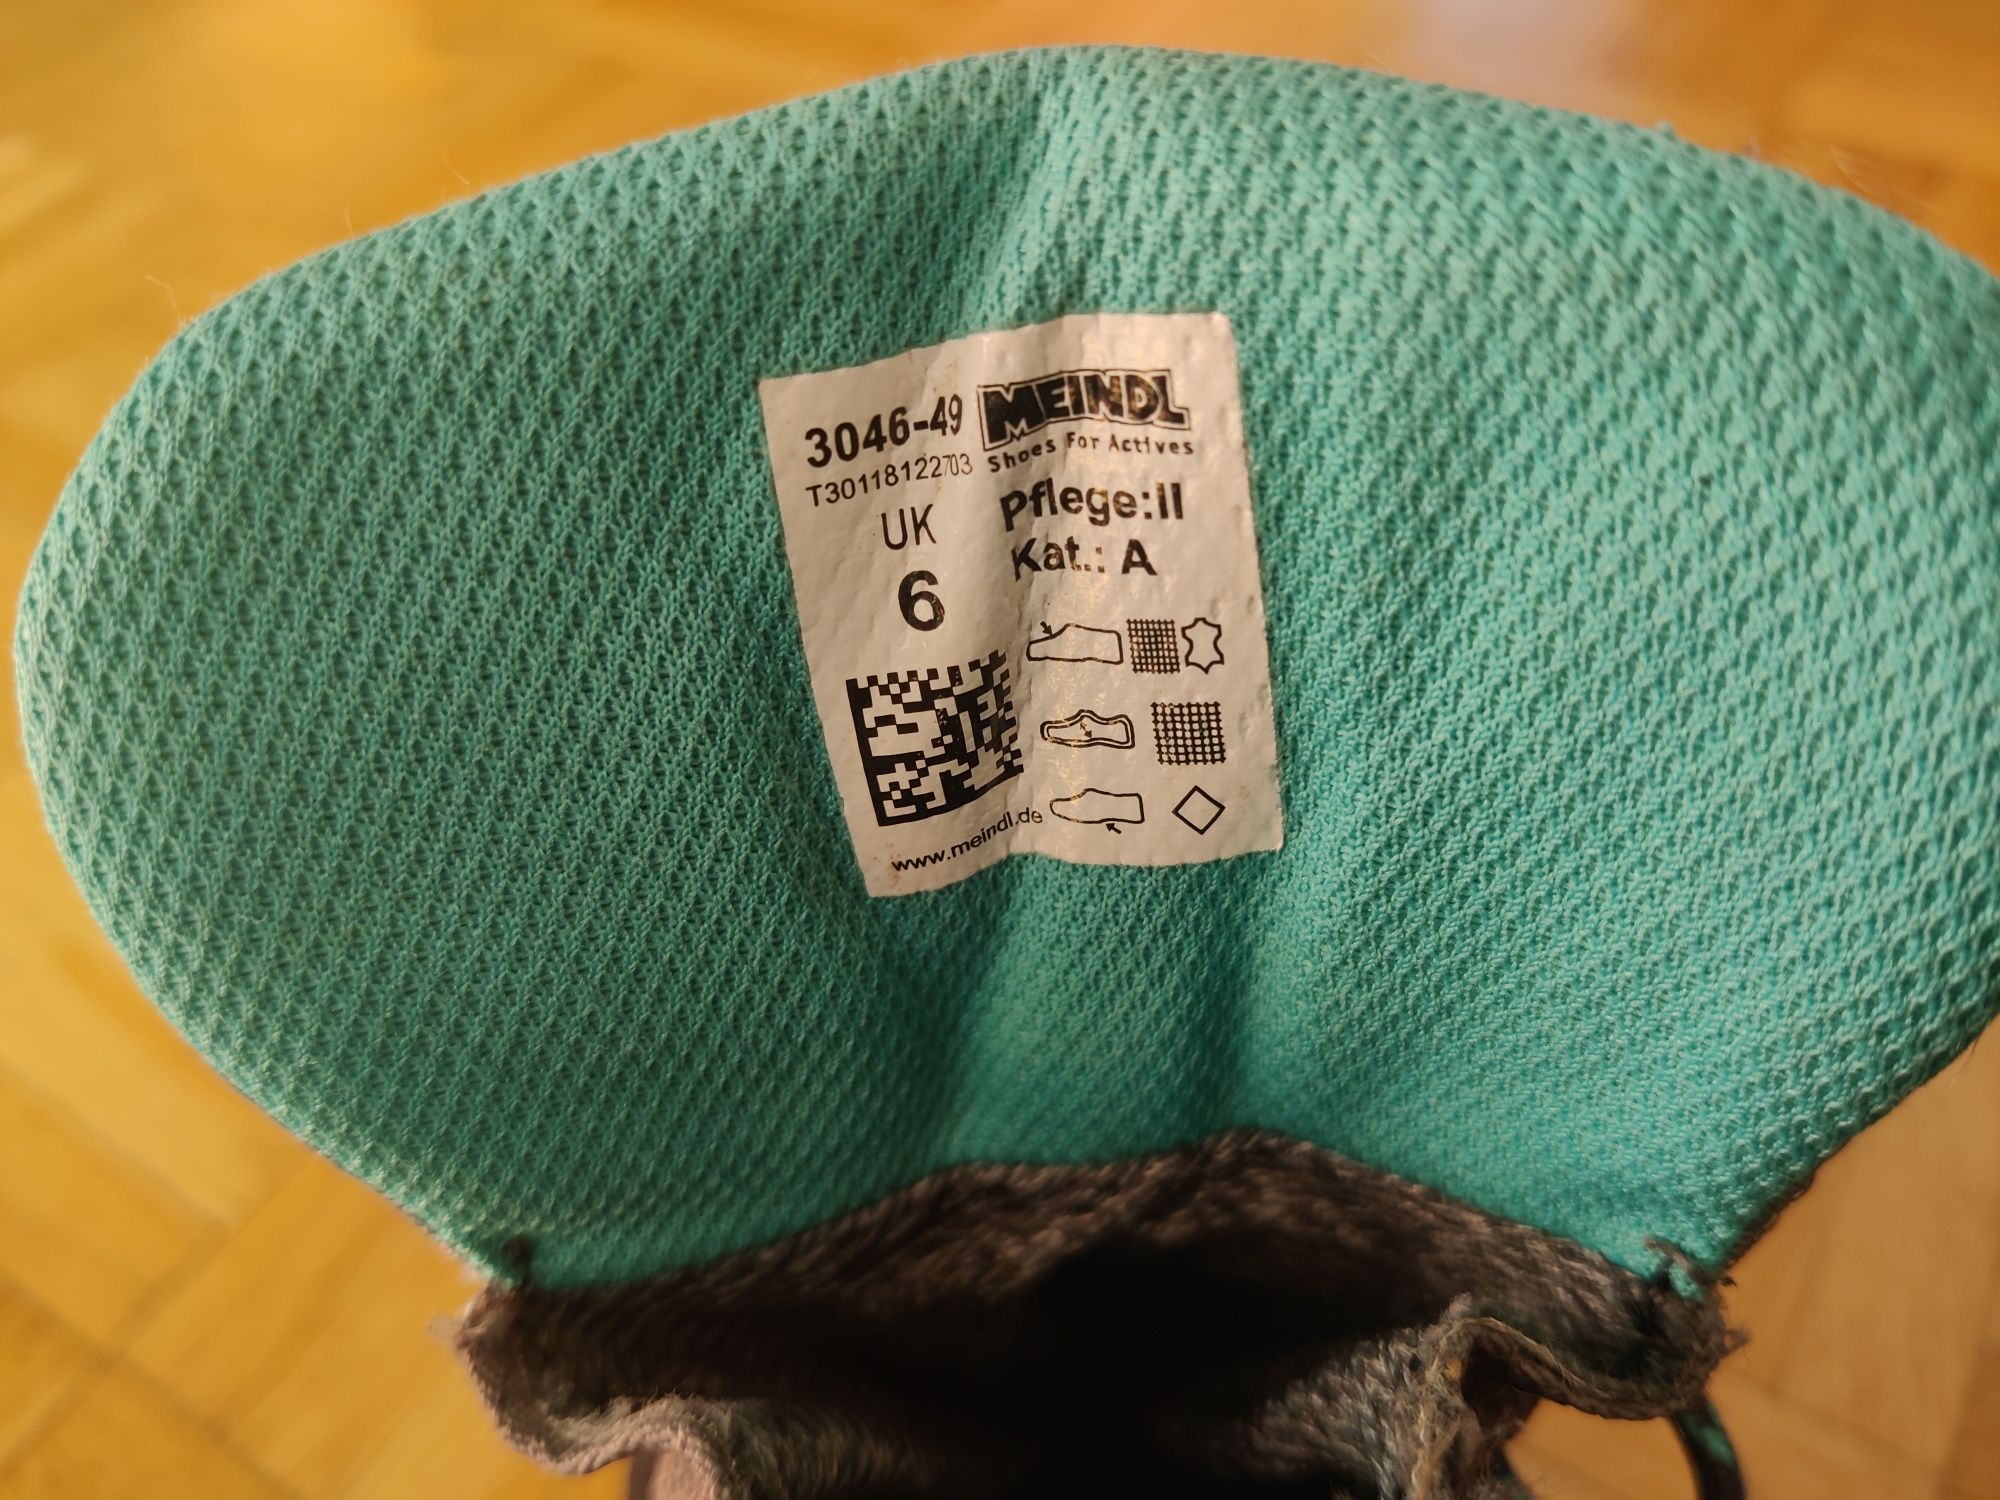 3046-49
T30118122703
UK
6
MEINDL
Shoes For Actives
Pflege:II
Kat.: A
www.meindl.de